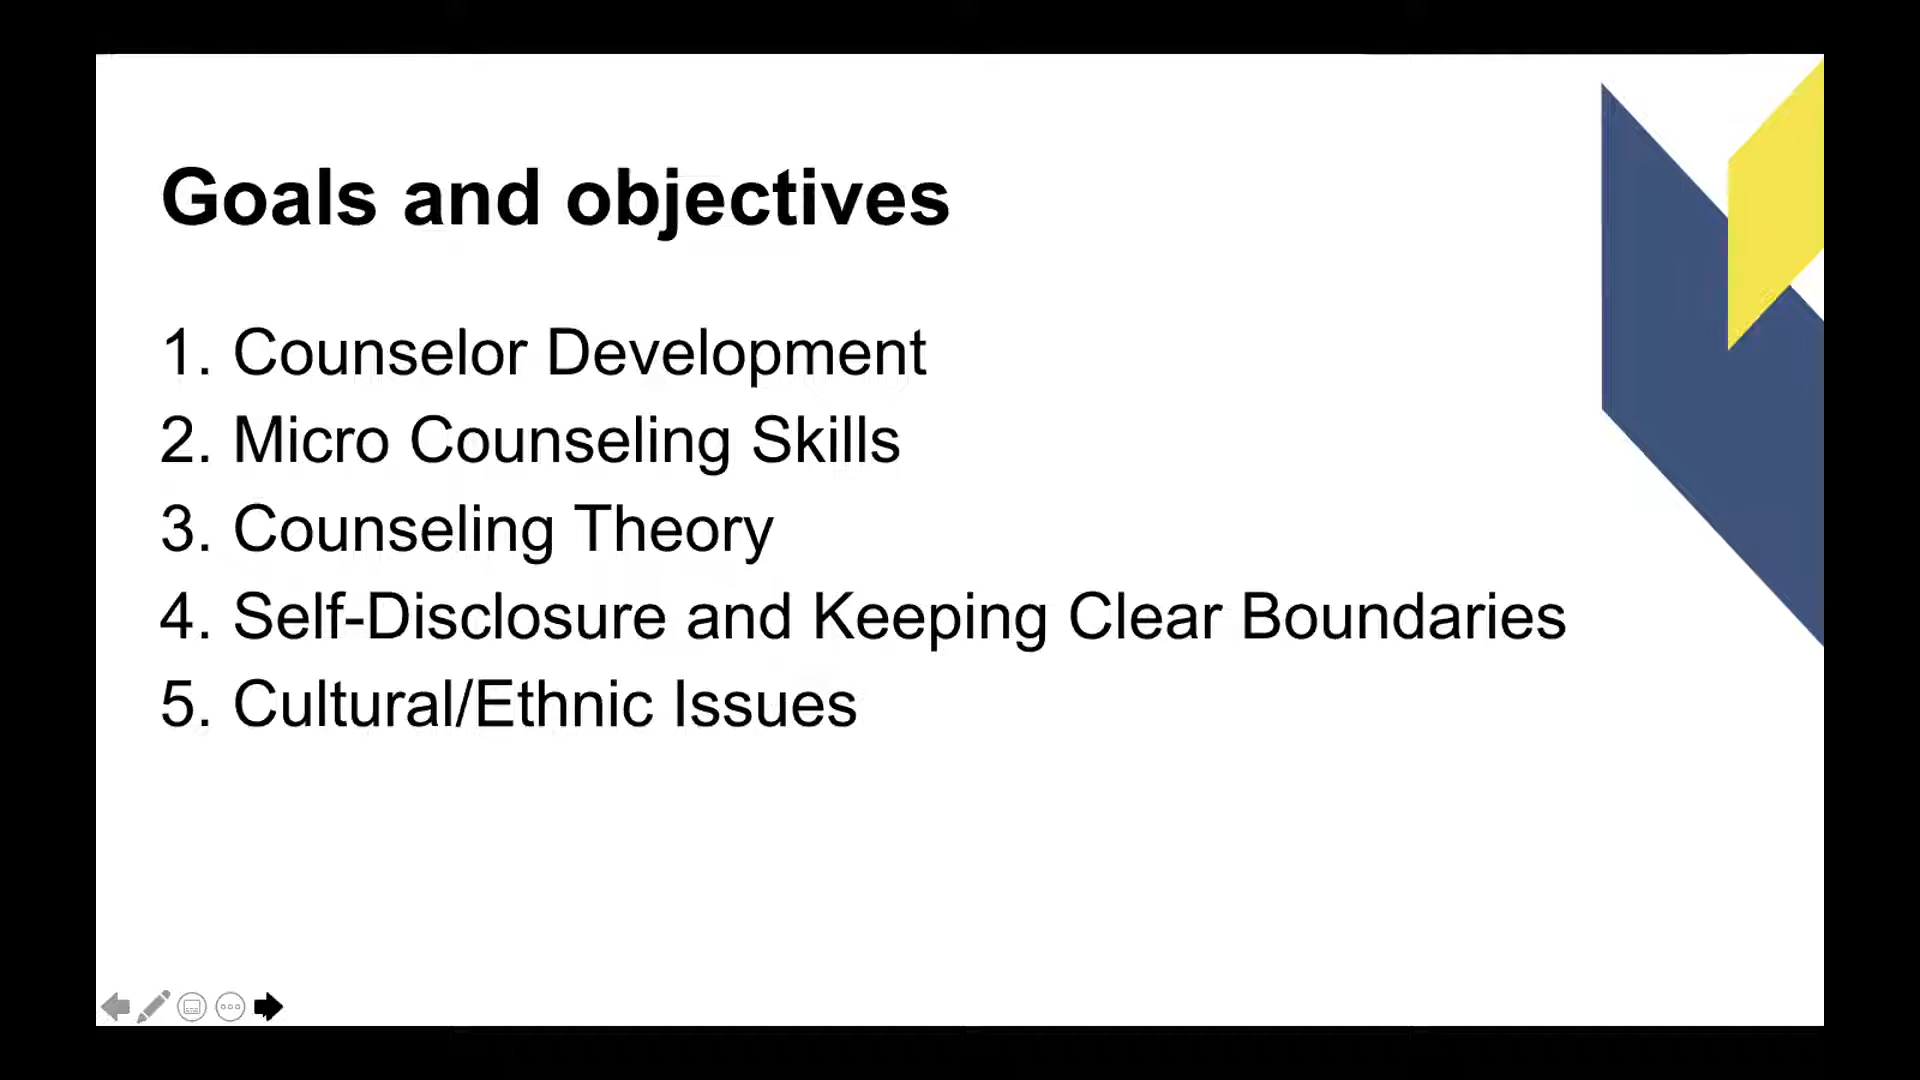 Goals and objectives
1. Counselor Development
2. Micro Counseling Skills
3. Counseling Theory
4. Self-Disclosure and Keeping Clear Boundaries
5. Cultural/Ethnic Issues